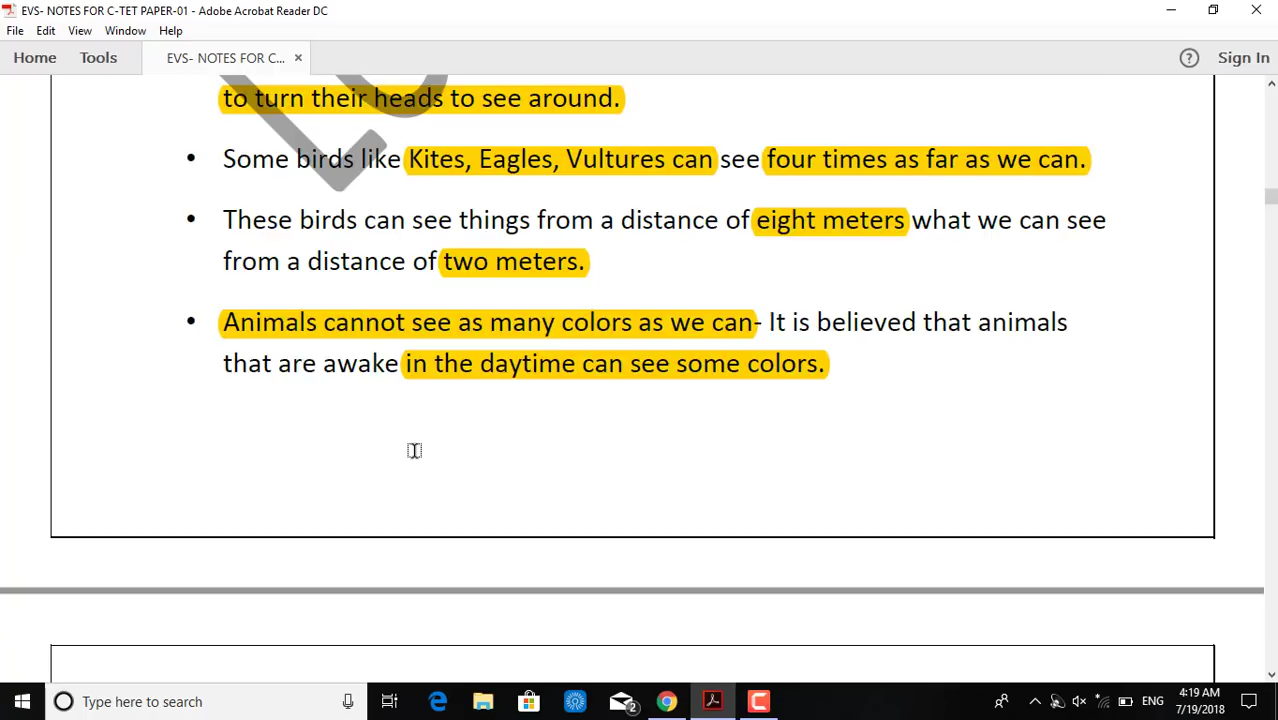 EVS- NOTES FOR C-TET PAPER-01 - Adobe Acrobat Reader DC
File Edit View Window Help
Home Tools EVS- NOTES FOR C... × ? Sign In
to turn their heads to see around.
• Some birds like Kites, Eagles, Vultures can see four times as far as we can.
• These birds can see things from a distance of eight meters what we can see
from a distance of two meters.
• Animals cannot see as many colors as we can- It is believed that animals
that are awake in the daytime can see some colors.
Type here to search
2
ENG
4:19 AM
7/19/2018